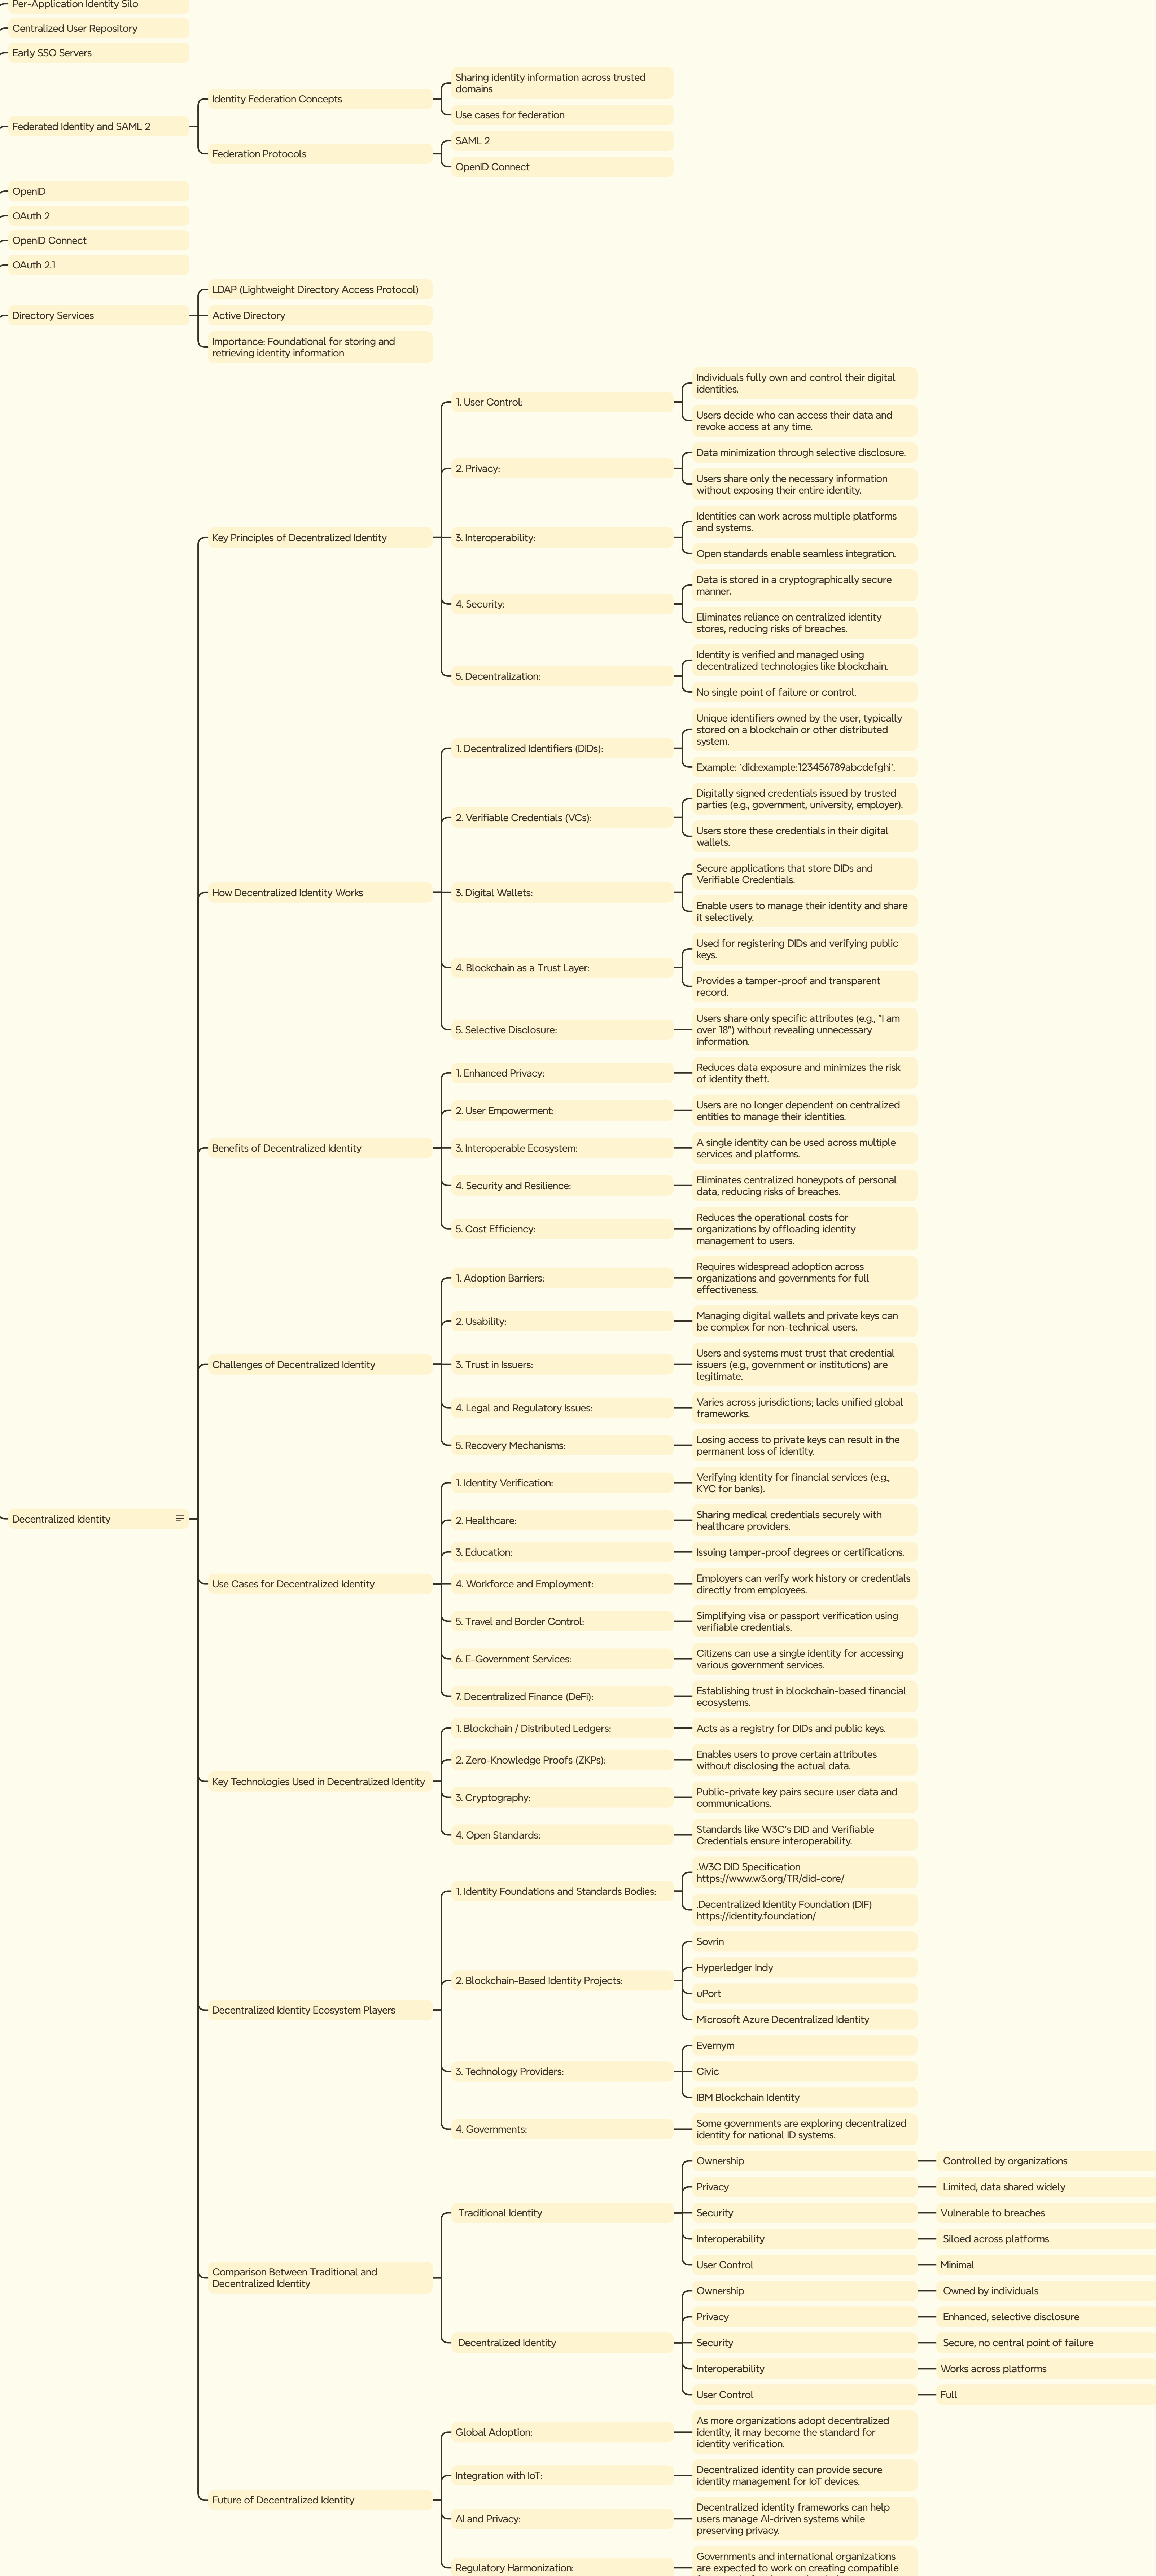 Per-Application Identity Silo
Centralized User Repository
Early SSO Servers
Federated Identity and SAML 2
Identity Federation Concepts
Sharing identity information across trusted
domains
Use cases for federation
Federation Protocols
SAML 2
OpenID Connect
OpenID
OAuth 2
OpenID Connect
OAuth 2.1
Directory Services
LDAP (Lightweight Directory Access Protocol)
Active Directory
Importance: Foundational for storing and
retrieving identity information
Decentralized Identity
Key Principles of Decentralized Identity
1. User Control:
Individuals fully own and control their digital
identities.
Users decide who can access their data and
revoke access at any time.
2. Privacy:
Data minimization through selective disclosure.
Users share only the necessary information
without exposing their entire identity.
3. Interoperability:
Identities can work across multiple platforms
and systems.
Open standards enable seamless integration.
4. Security:
Data is stored in a cryptographically secure
manner.
Eliminates reliance on centralized identity
stores, reducing risks of breaches.
5. Decentralization:
Identity is verified and managed using
decentralized technologies like blockchain.
No single point of failure or control.
How Decentralized Identity Works
1. Decentralized Identifiers (DIDs):
Unique identifiers owned by the user, typically
stored on a blockchain or other distributed
system.
Example: `did:example:123456789abcdefghi`.
2. Verifiable Credentials (VCs):
Digitally signed credentials issued by trusted
parties (e.g., government, university, employer).
Users store these credentials in their digital
wallets.
3. Digital Wallets:
Secure applications that store DIDs and
Verifiable Credentials.
Enable users to manage their identity and share
it selectively.
4. Blockchain as a Trust Layer:
Used for registering DIDs and verifying public
keys.
Provides a tamper-proof and transparent
record.
5. Selective Disclosure:
Users share only specific attributes (e.g., "I am
over 18") without revealing unnecessary
information.
Benefits of Decentralized Identity
1. Enhanced Privacy:
Reduces data exposure and minimizes the risk
of identity theft.
2. User Empowerment:
Users are no longer dependent on centralized
entities to manage their identities.
3. Interoperable Ecosystem:
A single identity can be used across multiple
services and platforms.
4. Security and Resilience:
Eliminates centralized honeypots of personal
data, reducing risks of breaches.
5. Cost Efficiency:
Reduces the operational costs for
organizations by offloading identity
management to users.
Challenges of Decentralized Identity
1. Adoption Barriers:
Requires widespread adoption across
organizations and governments for full
effectiveness.
2. Usability:
Managing digital wallets and private keys can
be complex for non-technical users.
3. Trust in Issuers:
Users and systems must trust that credential
issuers (e.g., government or institutions) are
legitimate.
4. Legal and Regulatory Issues:
Varies across jurisdictions; lacks unified global
frameworks.
5. Recovery Mechanisms:
Losing access to private keys can result in the
permanent loss of identity.
Use Cases for Decentralized Identity
1. Identity Verification:
Verifying identity for financial services (e.g.,
KYC for banks).
2. Healthcare:
Sharing medical credentials securely with
healthcare providers.
3. Education:
Issuing tamper-proof degrees or certifications.
4. Workforce and Employment:
Employers can verify work history or credentials
directly from employees.
5. Travel and Border Control:
Simplifying visa or passport verification using
verifiable credentials.
6. E-Government Services:
Citizens can use a single identity for accessing
various government services.
7. Decentralized Finance (DeFi):
Establishing trust in blockchain-based financial
ecosystems.
Key Technologies Used in Decentralized Identity
1. Blockchain / Distributed Ledgers:
Acts as a registry for DIDs and public keys.
2. Zero-Knowledge Proofs (ZKPs):
Enables users to prove certain attributes
without disclosing the actual data.
3. Cryptography:
Public-private key pairs secure user data and
communications.
4. Open Standards:
Standards like W3C's DID and Verifiable
Credentials ensure interoperability.
Decentralized Identity Ecosystem Players
1. Identity Foundations and Standards Bodies:
.W3C DID Specification
https://www.w3.org/TR/did-core/
.Decentralized Identity Foundation (DIF)
https://identity.foundation/
2. Blockchain-Based Identity Projects:
Sovrin
Hyperledger Indy
uPort
Microsoft Azure Decentralized Identity
3. Technology Providers:
Evernym
Civic
IBM Blockchain Identity
4. Governments:
Some governments are exploring decentralized
identity for national ID systems.
Comparison Between Traditional and
Decentralized Identity
Traditional Identity
Ownership
Controlled by organizations
Privacy
Limited, data shared widely
Security
Vulnerable to breaches
Interoperability
Siloed across platforms
User Control
Minimal
Decentralized Identity
Ownership
Owned by individuals
Privacy
Enhanced, selective disclosure
Security
Secure, no central point of failure
Interoperability
Works across platforms
User Control
Full
Future of Decentralized Identity
Global Adoption:
As more organizations adopt decentralized
identity, it may become the standard for
identity verification.
Integration with IoT:
Decentralized identity can provide secure
identity management for IoT devices.
AI and Privacy:
Decentralized identity frameworks can help
users manage AI-driven systems while
preserving privacy.
Regulatory Harmonization:
Governments and international organizations
are expected to work on creating compatible